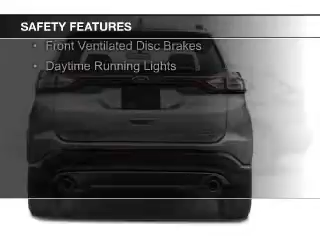 SAFETY FEATURES
• Front Ventilated Disc Brakes
• Daytime Running Lights